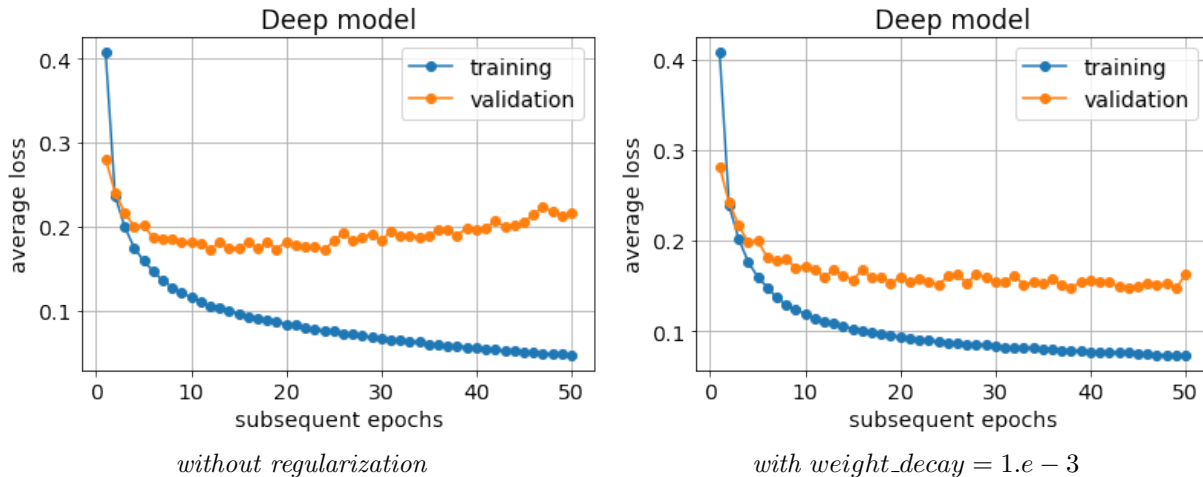 Deep model
training
validation
average loss
0.4
0.3
0.2
0.1
0
10
20
30
40
50
subsequent epochs
without regularization
Deep model
training
validation
average loss
0.4
0.3
0.2
0.1
0
10
20
30
40
50
subsequent epochs
with weight_decay = 1.e − 3